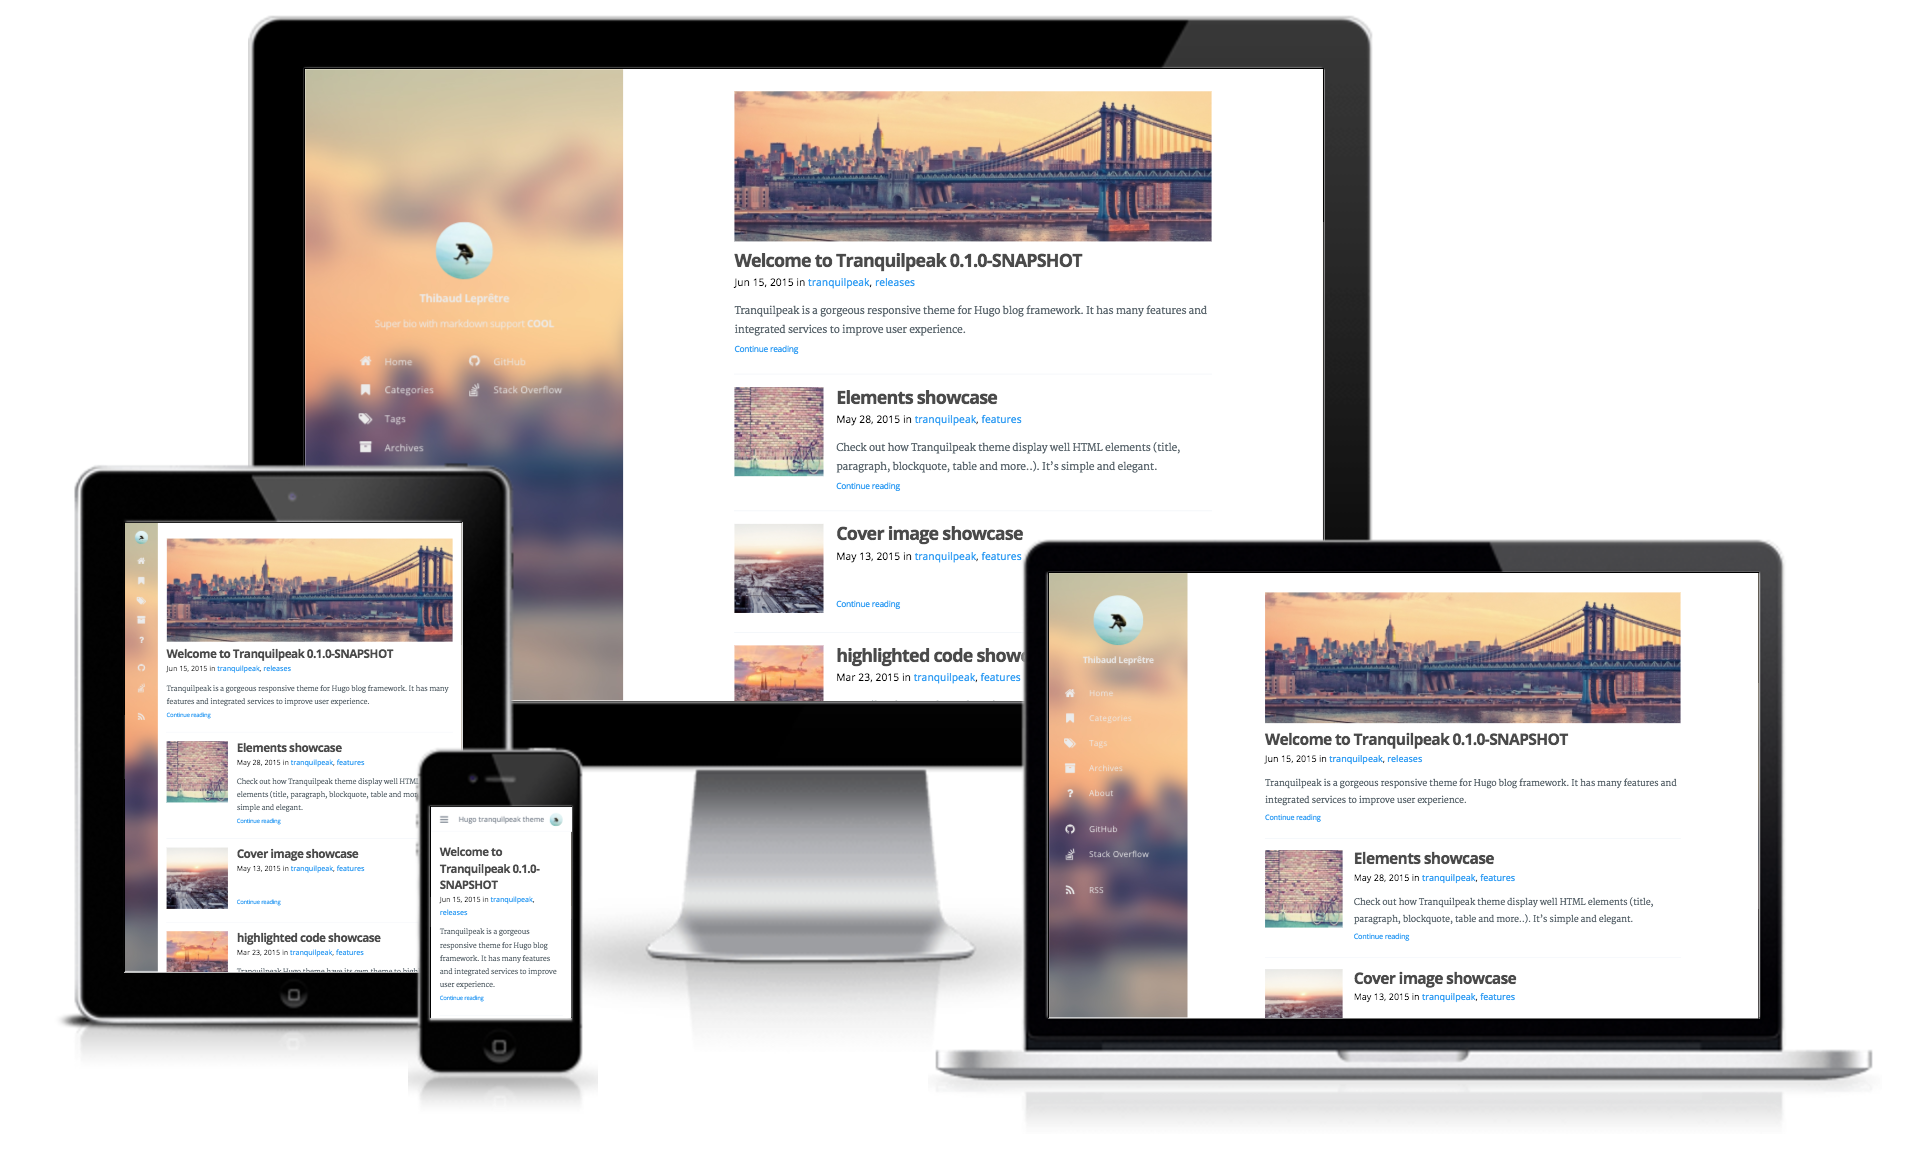 Thibaud Leprêtre
Super bio with markdown support COOL
Home
GitHub
Categories
Stack Overflow
Tags
Archives
Welcome to Tranquilpeak 0.1.0-SNAPSHOT
Jun 15, 2015 in tranquilpeak, releases
Tranquilpeak is a gorgeous responsive theme for Hugo blog framework. It has many features and
integrated services to improve user experience.
Continue reading
Elements showcase
May 28, 2015 in tranquilpeak, features
Check out how Tranquilpeak theme display well HTML elements (title,
paragraph, blockquote, table and more..). It's simple and elegant.
Continue reading
Cover image showcase
May 13, 2015 in tranquilpeak, features
Continue reading
highlighted code
Mar 23, 2015 in tranquilpeak, features
Welcome to Tranquilpeak 0.1.0-SNAPSHOT
Jun 15, 2015 in tranquilpeak, releases
Tranquilpeak is a gorgeous responsive theme for Hugo blog framework. It has many
features and integrated services to improve user experience.
Continue reading
Elements showcase
May 28, 2015 in tranquilpeak, features
Check out how Tranquilpeak theme display well HTML
elements (title, paragraph, blockquote, table and
simple and elegant.
Continue reading
Cover image showcase
May 13, 2015 in tranquilpeak, features
Continue reading
highlighted code showcase
Mar 23, 2015 in tranquilpeak, features
Tranquilpeak Hugo theme have its own theme to
Hugo tranquilpeak theme
Welcome to
Tranquilpeak 0.1.0-
SNAPSHOT
Jun 15, 2015 in tranquilpeak,
releases
Tranquilpeak is a gorgeous
responsive theme for Hugo blog
framework. It has many features
and integrated services to improve
user experience.
Continue reading
Thibaud Leprêtre
Home
Categories
Tags
Archives
About
GitHub
Stack Overflow
RSS
Welcome to Tranquilpeak 0.1.0-SNAPSHOT
Jun 15, 2015 in tranquilpeak, releases
Tranquilpeak is a gorgeous responsive theme for Hugo blog framework. It has many features and
integrated services to improve user experience.
Continue reading
Elements showcase
May 28, 2015 in tranquilpeak, features
Check out how Tranquilpeak theme display well HTML elements (title,
paragraph, blockquote, table and more..). It's simple and elegant.
Continue reading
Cover image showcase
May 13, 2015 in tranquilpeak, features